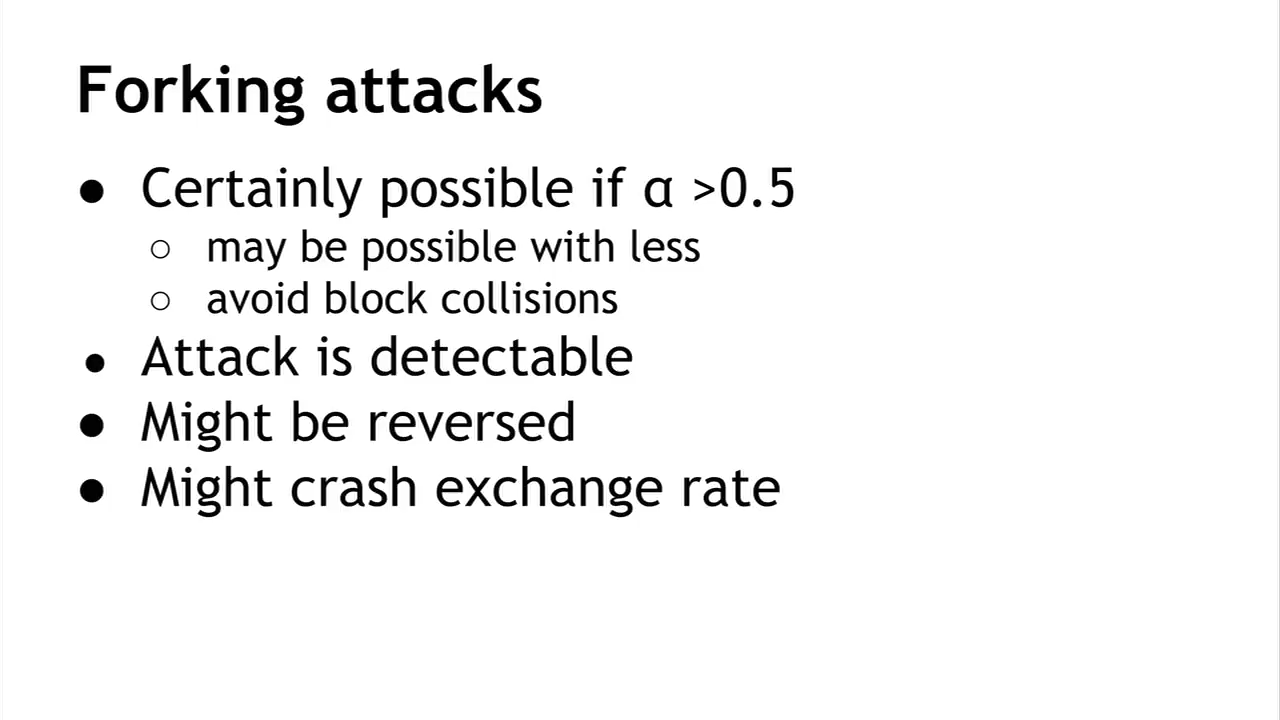 Forking attacks
● Certainly possible if α >0.5
○ may be possible with less
○ avoid block collisions
● Attack is detectable
● Might be reversed
● Might crash exchange rate